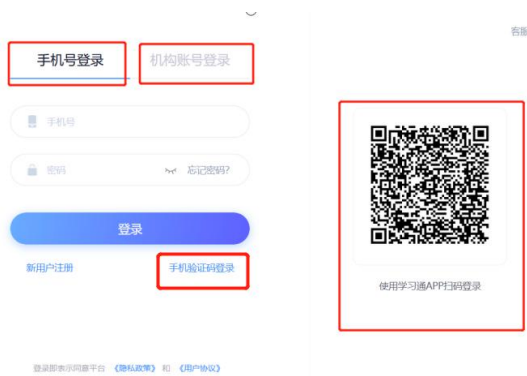 客服
手机号登录
机构账号登录
手机号
密码
忘记密码?
登录
新用户注册
手机验证码登录
使用学习通APP扫码登录
登录即表示同意平台 《隐私政策》 和 《用户协议》